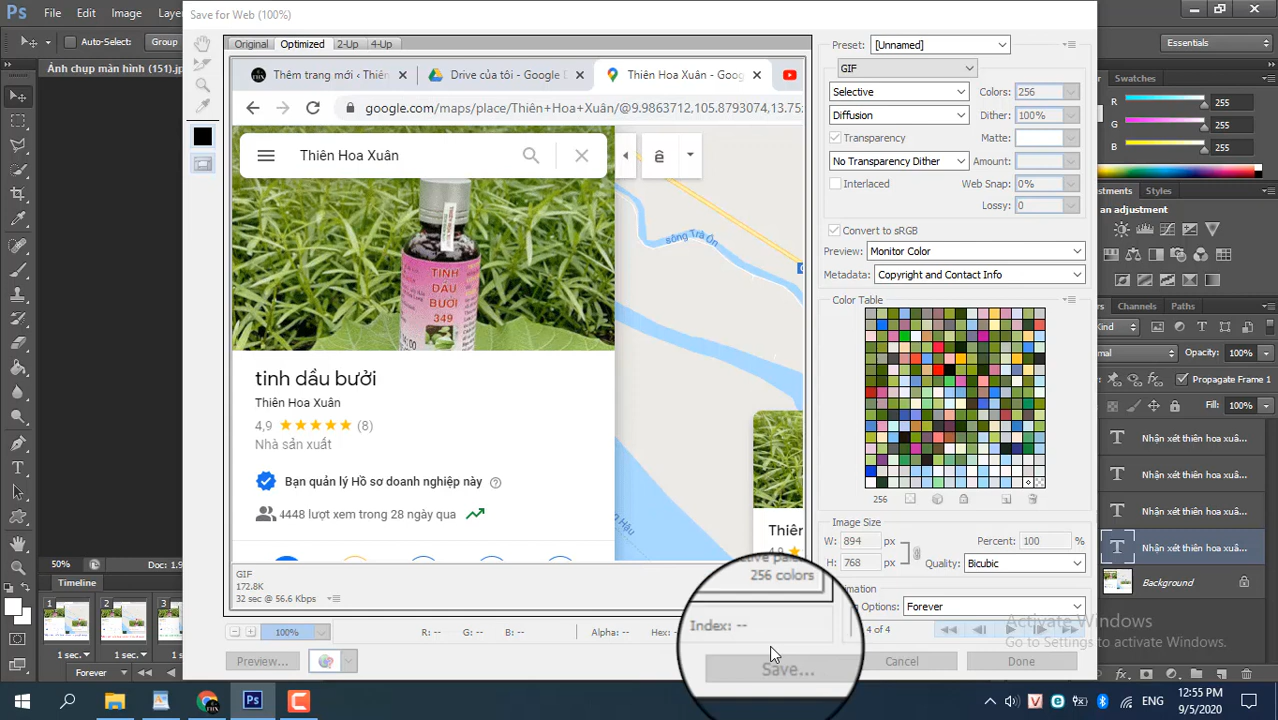 Ps File Edit Image Laye
Save for Web (100%)
Auto-Select: Group
Essentials
Ảnh chụp màn hình (151).jp
Original Optimized 2-Up 4-Up
Preset: [Unnamed]
GIF
Selective Colors: 256
Diffusion Dither: 100%
Transparency Matte:
No Transparency Dither Amount:
Interlaced Web Snap: 0%
Lossy: 0
Convert to sRGB
Preview: Monitor Color
Metadata: Copyright and Contact Info
Color Table
256
Image Size
W: 894 px Percent: 100 %
H: 768 px Quality: Bicubic
Options: Forever
4 of 4
Thêm trang mới ‹ Thiên
Drive của tôi - Google D
Thiên Hoa Xuân - Goog
google.com/maps/place/Thiên+Hoa+Xuân/@9.9863712,105.8793074,13.75z
Thiên Hoa Xuân
sông Trà Ôn
TINH
DẦU
BƯỞI
349
tinh dầu bưởi
Thiên Hoa Xuân
4,9 (8)
Nhà sản xuất
Bạn quản lý Hồ sơ doanh nghiệp này
4448 lượt xem trong 28 ngày qua
Thiên
4,9
Hậu
GIF
172.8K
32 sec @ 56.6 Kbps
256 colors
100% R: -- G: -- B: -- Alpha: -- Hex:
Index: --
Preview... Save... Cancel Done
Swatches
R 255
G 255
B 255
Styles
an adjustment
Channels Paths
Kind
Opacity: 100%
Propagate Frame 1
Fill: 100%
Nhận xét thiên hoa xuâ...
Nhận xét thiên hoa xuâ...
Nhận xét thiên hoa xuâ...
Nhận xét thiên hoa xuâ...
Background
50% Doc: 1.9
Timeline
1 2 3
1 sec. 1 sec. 1 sec.
Forever
Activate Windows
Go to Settings to activate Windows.
ENG 12:55 PM
9/5/2020